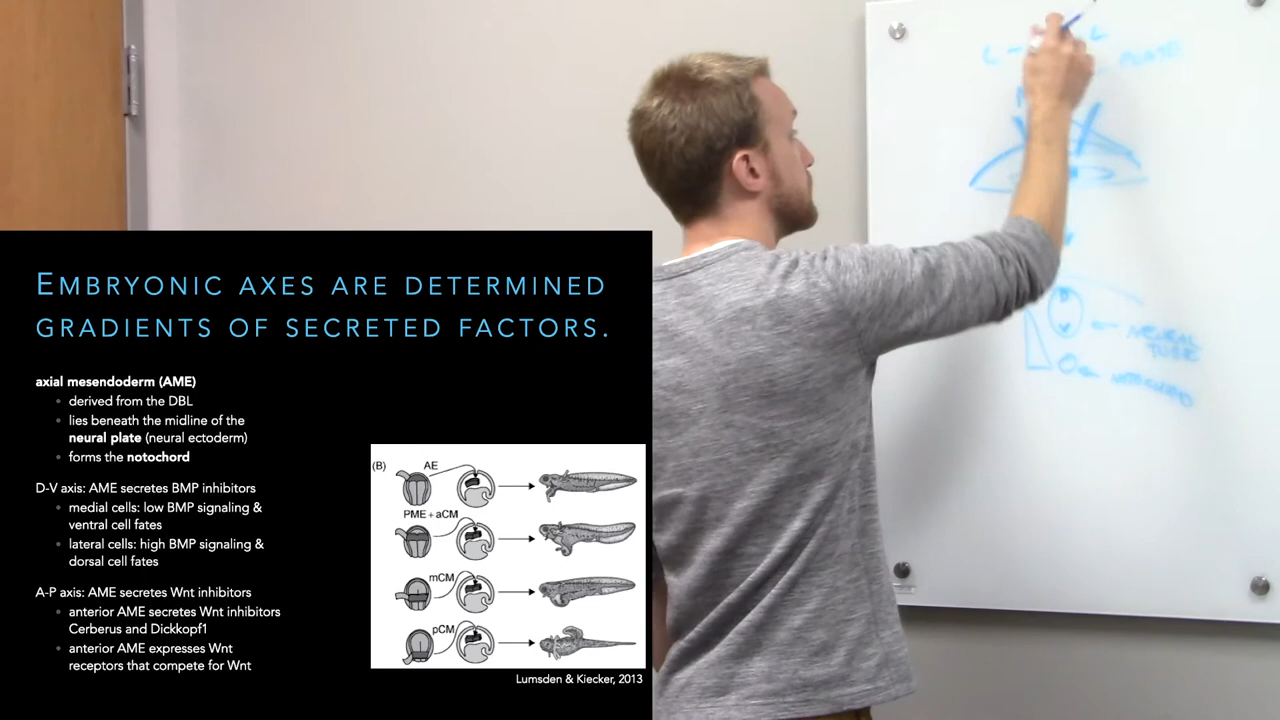 EMBRYONIC AXES ARE DETERMINED
GRADIENTS OF SECRETED FACTORS.
axial mesendoderm (AME)
• derived from the DBL
• lies beneath the midline of the
neural plate (neural ectoderm)
• forms the notochord
D-V axis: AME secretes BMP inhibitors
• medial cells: low BMP signaling &
ventral cell fates
• lateral cells: high BMP signaling &
dorsal cell fates
A-P axis: AME secretes Wnt inhibitors
• anterior AME secretes Wnt inhibitors
Cerberus and Dickkopf1
• anterior AME expresses Wnt
receptors that compete for Wnt
(B)
AE
PME + aCM
mCM
pCM
Lumsden & Kiecker, 2013
L
L
PLATE
NEURAL
TUBE
NOTOCHORD